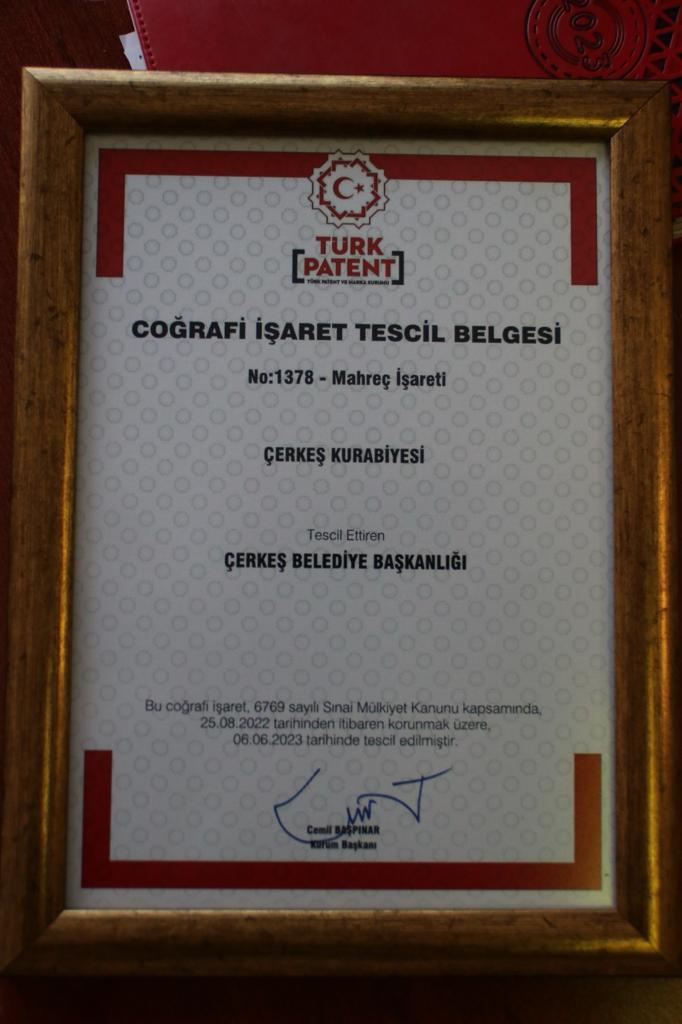 2023
TÜRK
PATENT
TÜRK PATENT VE MARKA KURUMU
COĞRAFİ İŞARET TESCİL BELGESİ
No:1378 - Mahreç İşareti
ÇERKEŞ KURABİYESİ
Tescil Ettiren
ÇERKEŞ BELEDİYE BAŞKANLIĞI
Bu coğrafi işaret, 6769 sayılı Sınai Mülkiyet Kanunu kapsamında,
25.08.2022 tarihinden itibaren korunmak üzere,
06.06.2023 tarihinde tescil edilmiştir.
Cemil BAŞPINAR
Kurum Başkanı